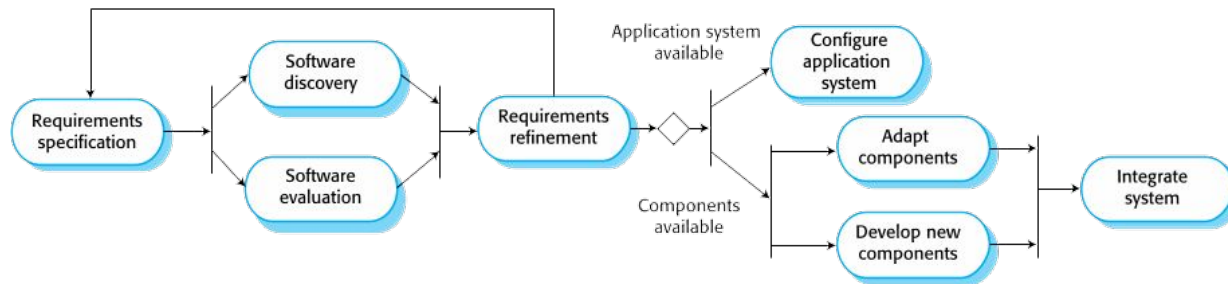 Requirements
specification
Software
discovery
Software
evaluation
Requirements
refinement
Application system
available
Configure
application
system
Components
available
Adapt
components
Develop new
components
Integrate
system